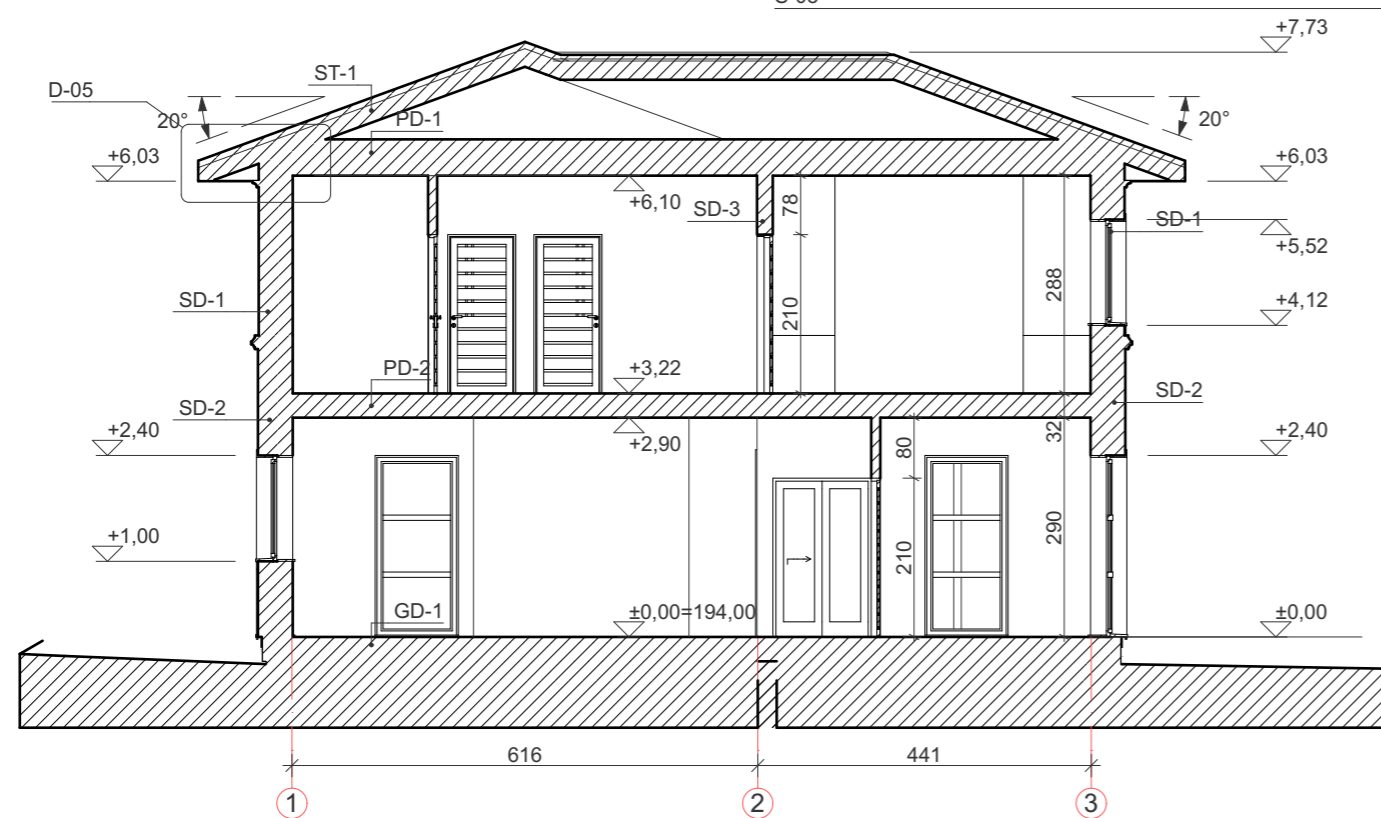 +7,73
ST-1
D-05
20°
PD-1
20°
+6,03
+6,03
+6,10
SD-3
78
SD-1
+5,52
288
SD-1
+4,12
210
PD-2
+3,22
SD-2
SD-2
+2,40
+2,90
32
+2,40
80
+1,00
290
210
GD-1
±0,00=194,00
±0,00
616
441
1
2
3